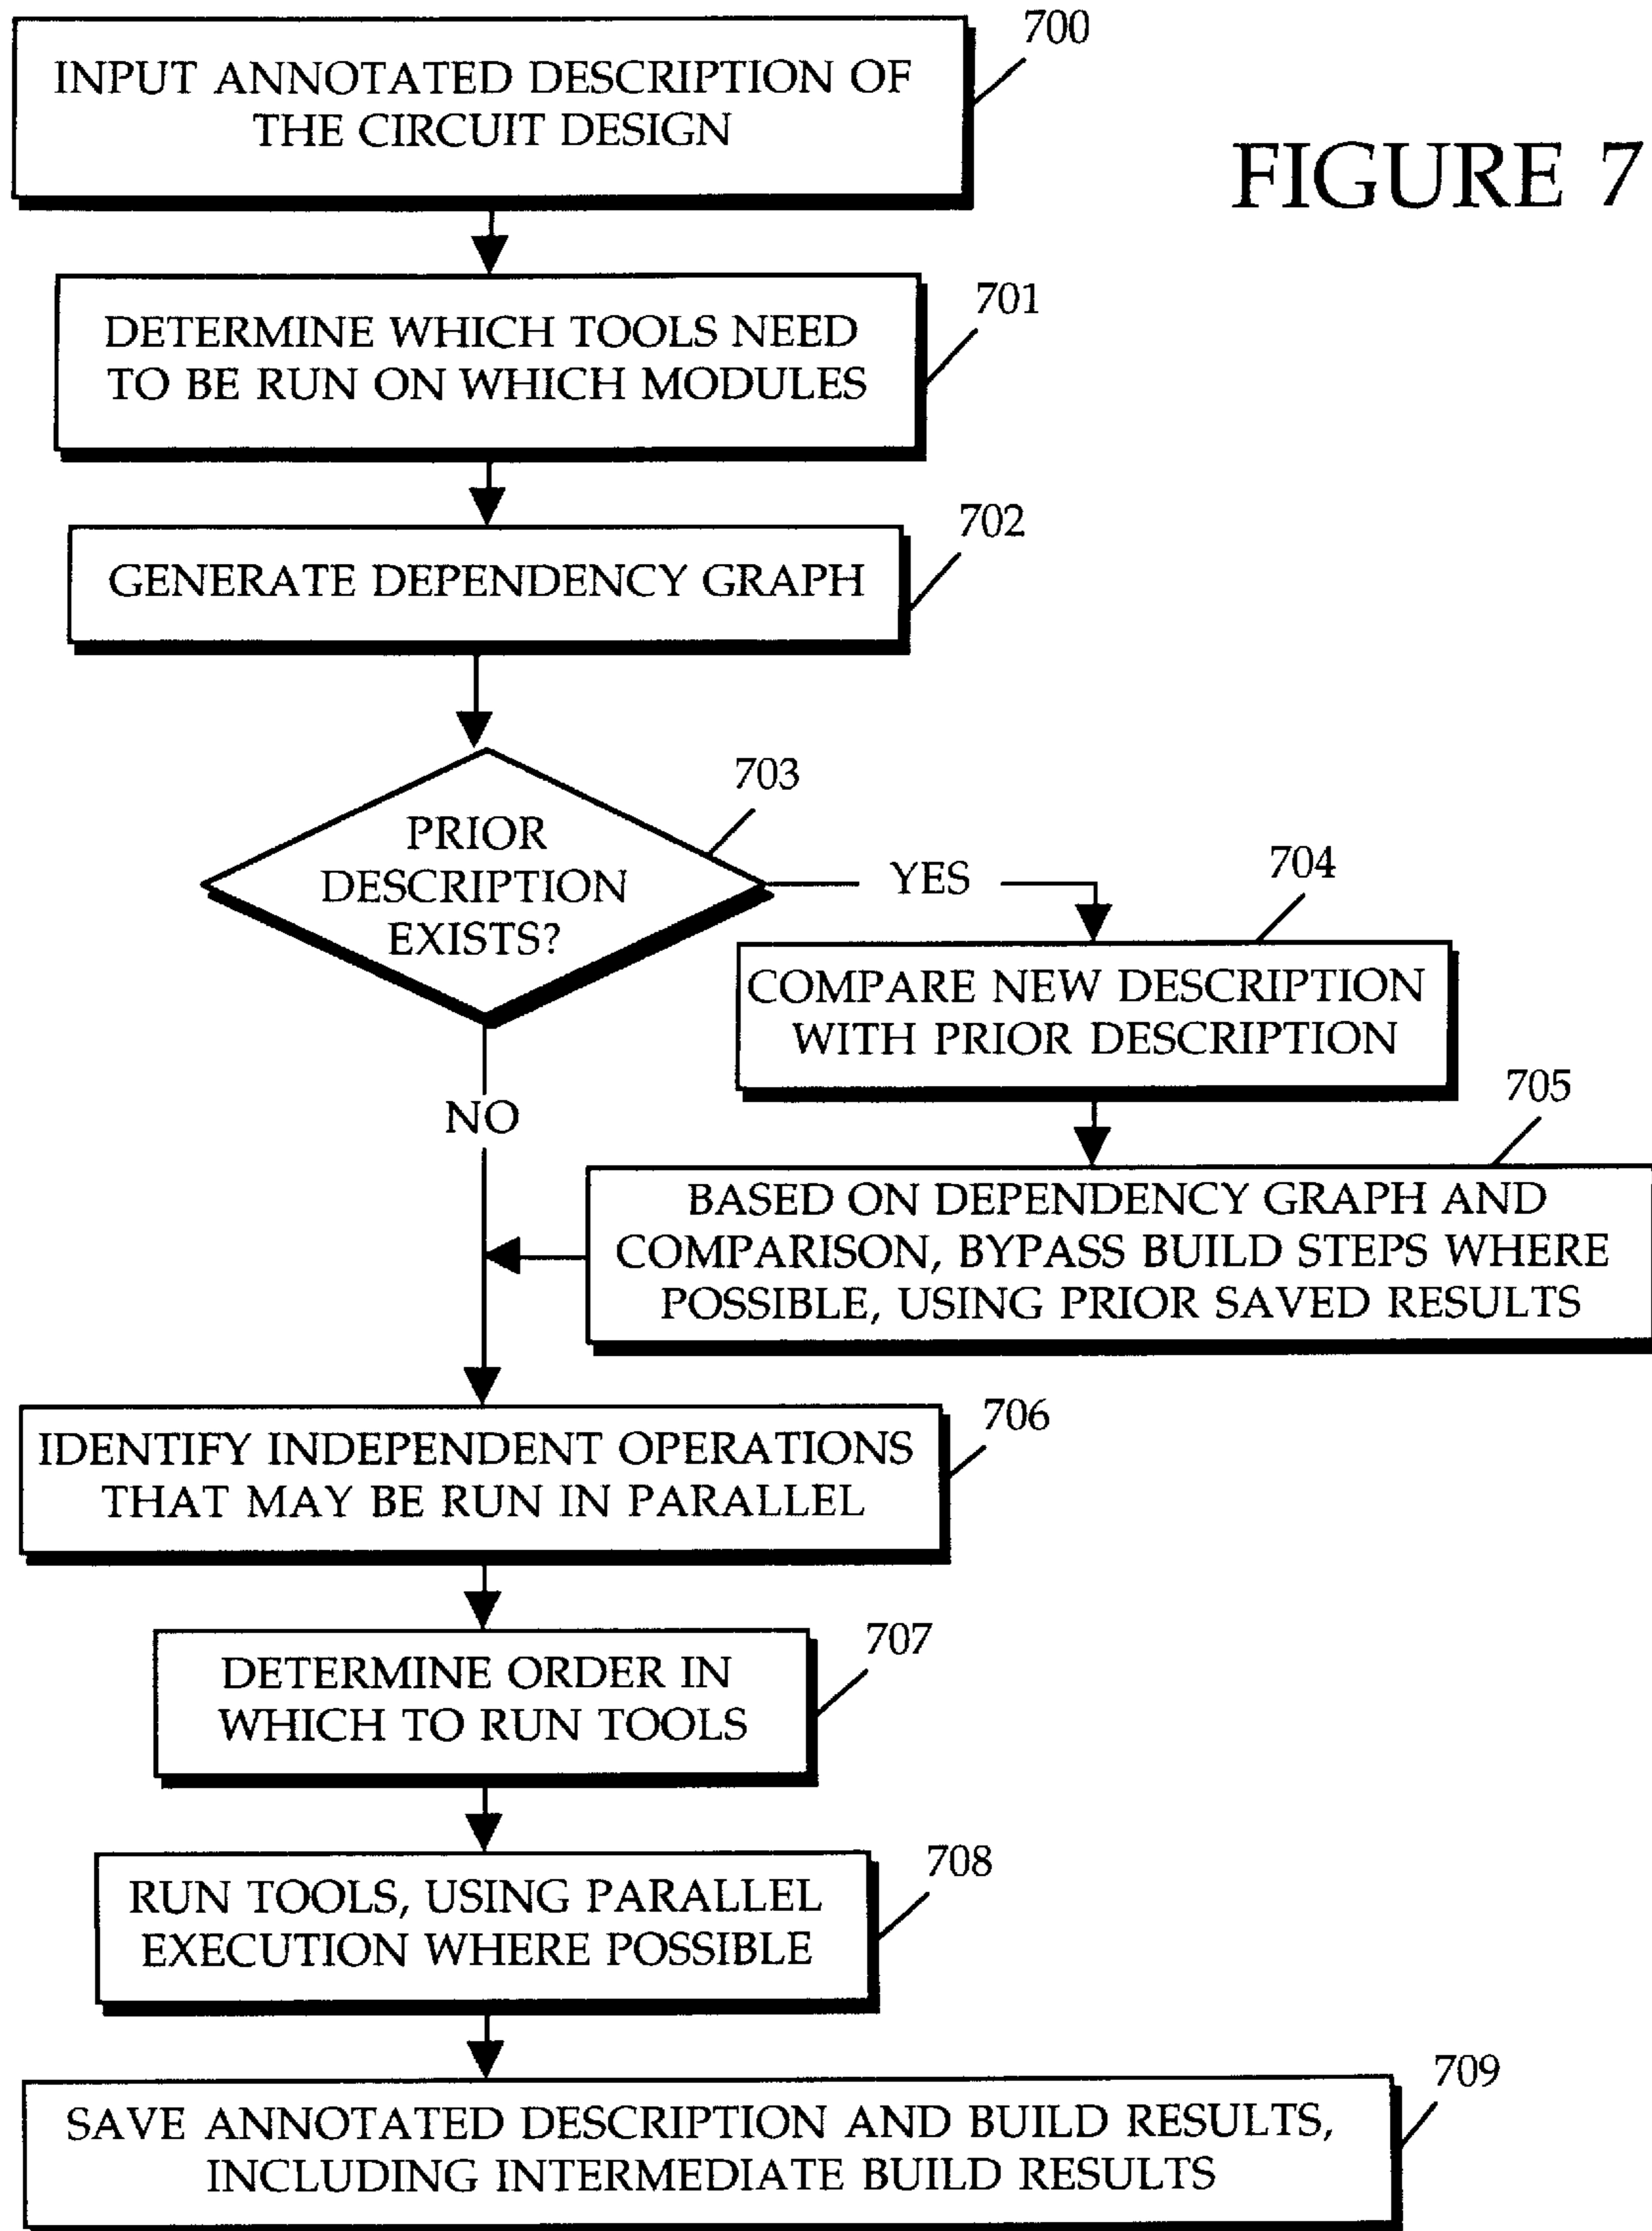 700
INPUT ANNOTATED DESCRIPTION OF
THE CIRCUIT DESIGN
FIGURE 7
701
DETERMINE WHICH TOOLS NEED
TO BE RUN ON WHICH MODULES
702
GENERATE DEPENDENCY GRAPH
703
PRIOR
DESCRIPTION
EXISTS?
YES
704
COMPARE NEW DESCRIPTION
WITH PRIOR DESCRIPTION
NO
705
BASED ON DEPENDENCY GRAPH AND
COMPARISON, BYPASS BUILD STEPS WHERE
POSSIBLE, USING PRIOR SAVED RESULTS
706
IDENTIFY INDEPENDENT OPERATIONS
THAT MAY BE RUN IN PARALLEL
707
DETERMINE ORDER IN
WHICH TO RUN TOOLS
708
RUN TOOLS, USING PARALLEL
EXECUTION WHERE POSSIBLE
709
SAVE ANNOTATED DESCRIPTION AND BUILD RESULTS,
INCLUDING INTERMEDIATE BUILD RESULTS